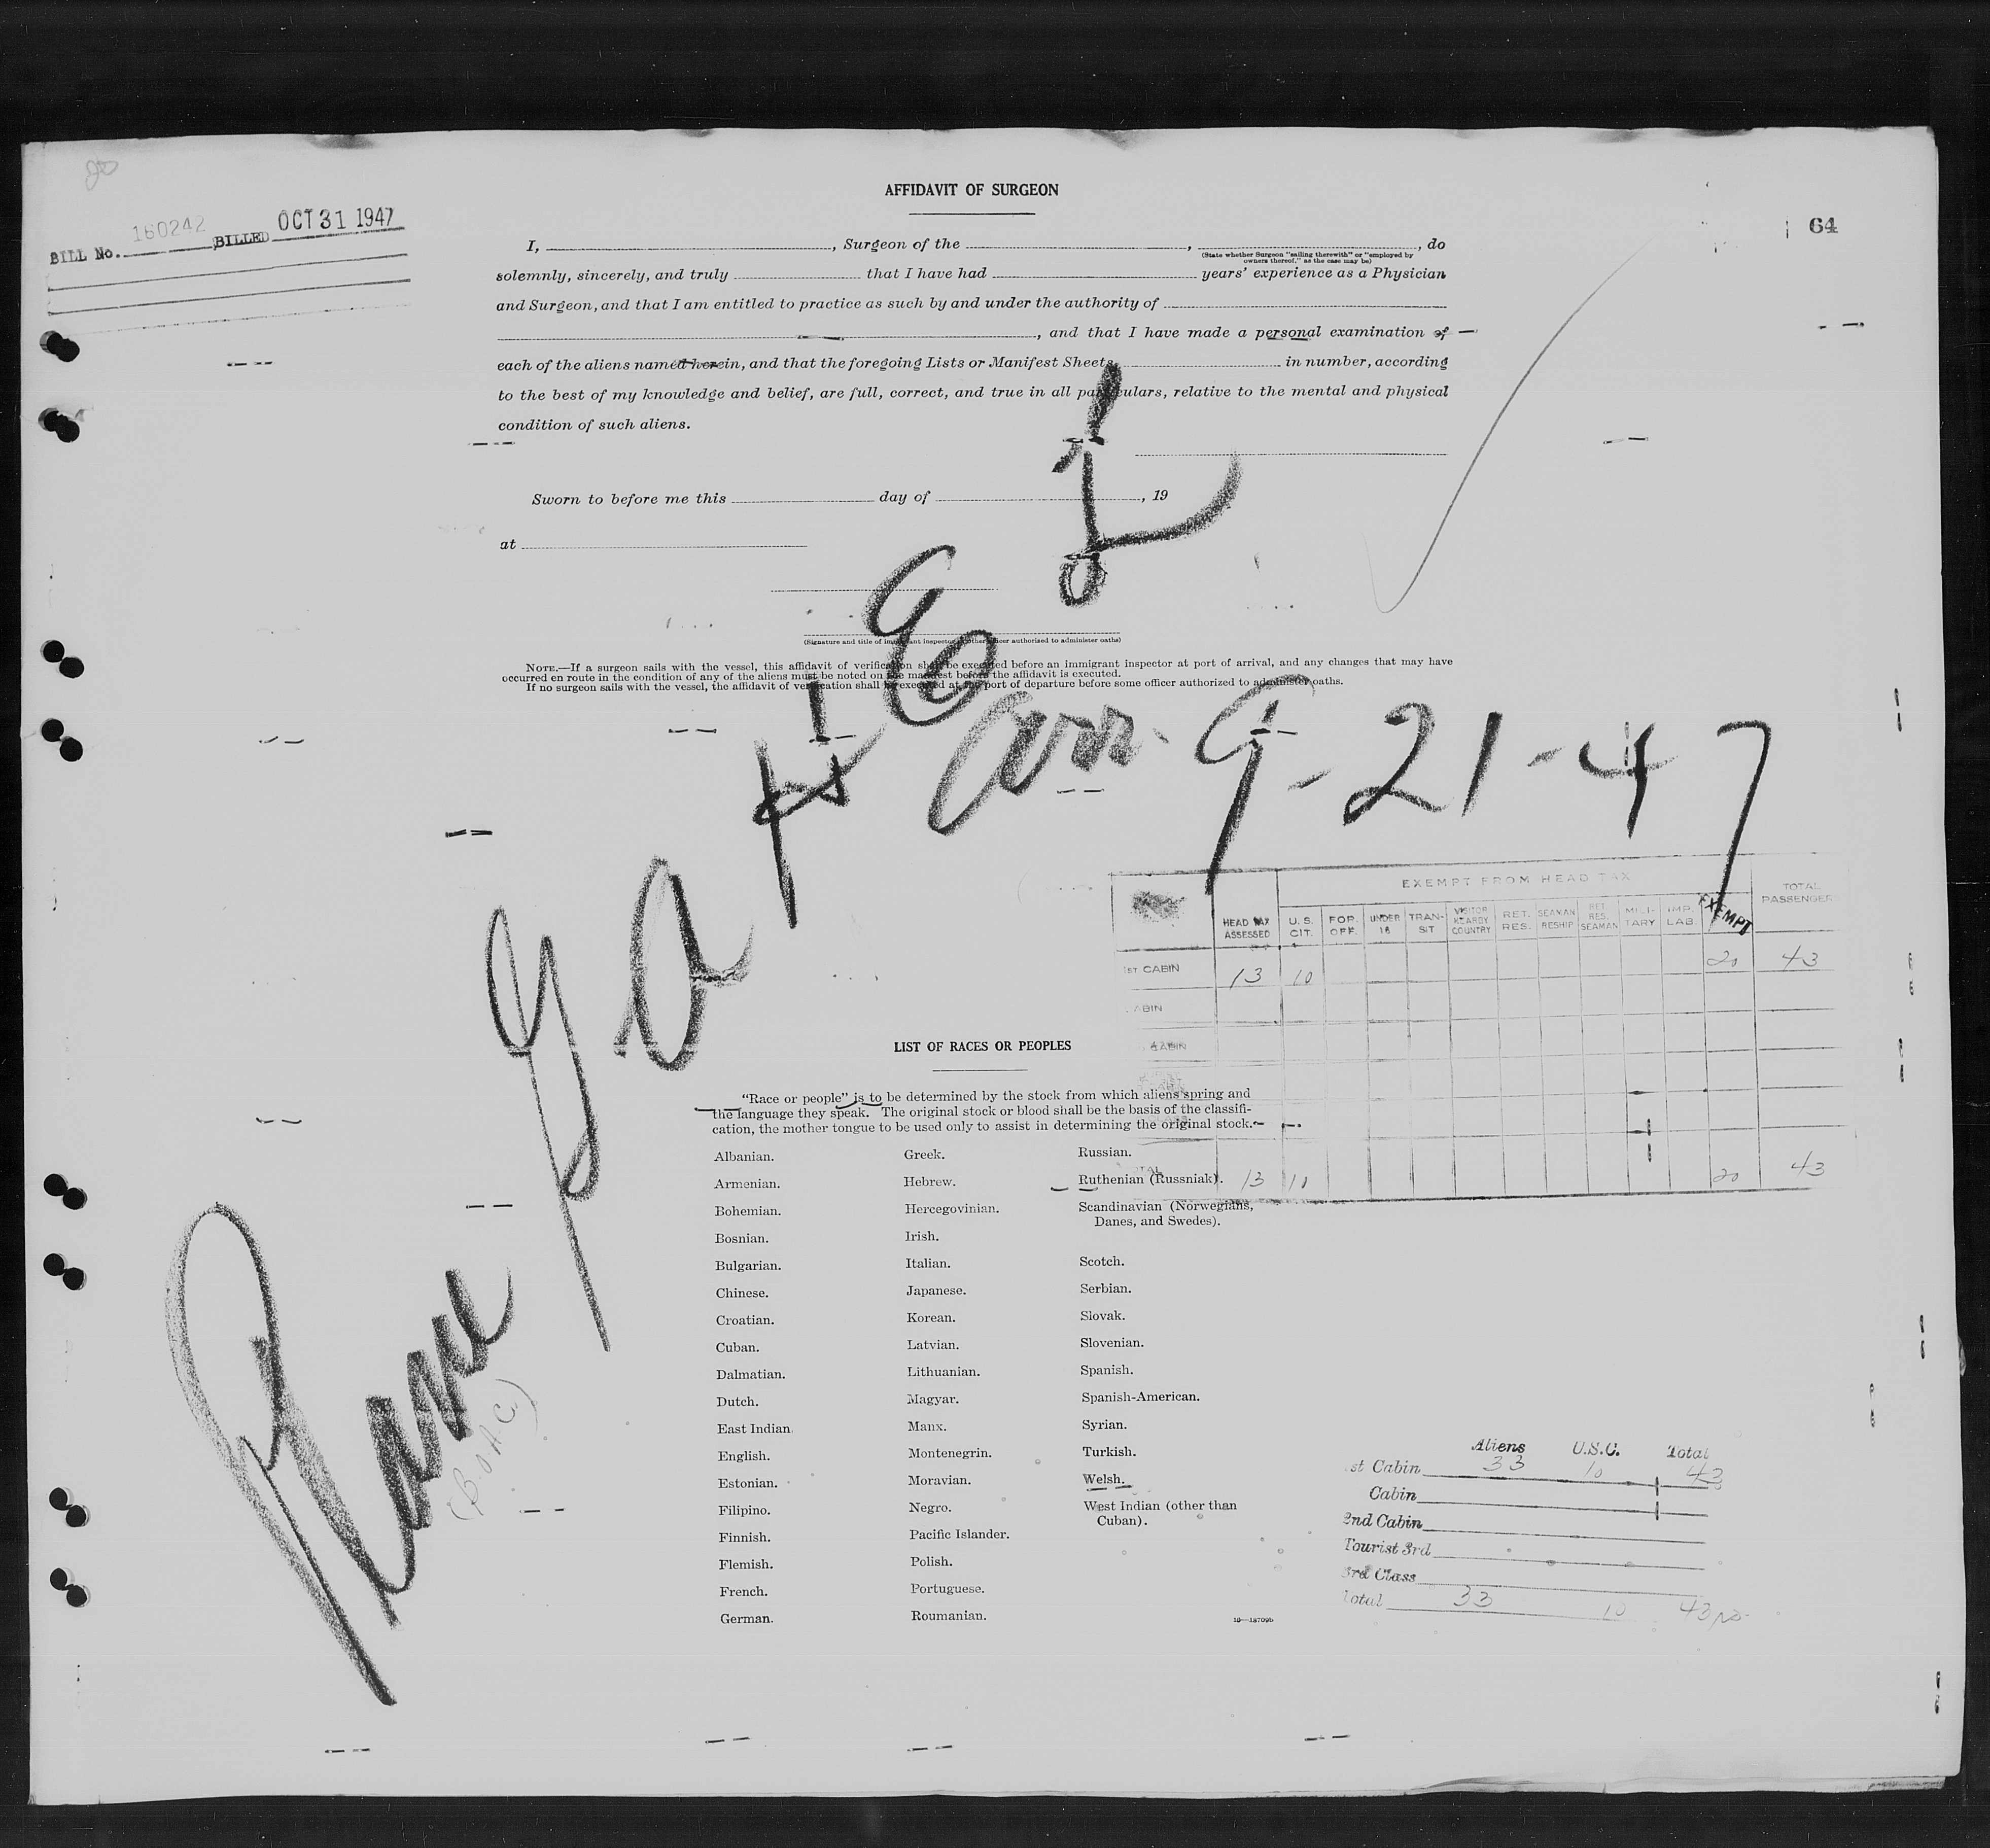 AFFIDAVIT OF SURGEON
64
BILL No. 160242 BILLED OCT 31 1947
I, , Surgeon of the , , do
(State whether Surgeon "sailing therewith" or "employed by
owners thereof," as the case may be)
solemnly, sincerely, and truly that I have had years' experience as a Physician
and Surgeon, and that I am entitled to practice as such by and under the authority of
, and that I have made a personal examination of
each of the aliens named herein, and that the foregoing Lists or Manifest Sheets, in number, according
to the best of my knowledge and belief, are full, correct, and true in all particulars, relative to the mental and physical
condition of such aliens.
Sworn to before me this day of , 19
at
(Signature and title of immigrant inspector or other officer authorized to administer oaths)
NOTE.—If a surgeon sails with the vessel, this affidavit of verification shall be executed before an immigrant inspector at port of arrival, and any changes that may have
occurred en route in the condition of any of the aliens must be noted on the manifest before the affidavit is executed.
If no surgeon sails with the vessel, the affidavit of verification shall be executed at the port of departure before some officer authorized to administer oaths.
Plane
(B.O.A.C.)
Arr. 9-21-47
EXEMPT FROM HEAD TAX
HEAD TAX ASSESSED
U. S. CIT.
FOR. OFF.
UNDER 16
TRAN-SIT
VISITOR NEARBY COUNTRY
RET. RES.
SEAMAN RESHIP
RET. RES. SEAMAN
MILI-TARY
IMP. LAB.
EXEMPT
TOTAL PASSENGERS
1ST CABIN 13 10 20 43
CABIN
CABIN
TOTAL 13 10 20 43
LIST OF RACES OR PEOPLES
"Race or people" is to be determined by the stock from which aliens spring and
the language they speak. The original stock or blood shall be the basis of the classifi-
cation, the mother tongue to be used only to assist in determining the original stock.
Albanian.
Armenian.
Bohemian.
Bosnian.
Bulgarian.
Chinese.
Croatian.
Cuban.
Dalmatian.
Dutch.
East Indian.
English.
Estonian.
Filipino.
Finnish.
Flemish.
French.
German.
Greek.
Hebrew.
Hercegovinian.
Irish.
Italian.
Japanese.
Korean.
Latvian.
Lithuanian.
Magyar.
Manx.
Montenegrin.
Moravian.
Negro.
Pacific Islander.
Polish.
Portuguese.
Roumanian.
Russian.
Ruthenian (Russniak).
Scandinavian (Norwegians,
Danes, and Swedes).
Scotch.
Serbian.
Slovak.
Slovenian.
Spanish.
Spanish-American.
Syrian.
Turkish.
Welsh.
West Indian (other than
Cuban).
Aliens U.S.C. Total
st Cabin 33 10 43
Cabin
2nd Cabin
Tourist 3rd
3rd Class
Total 33 10 43